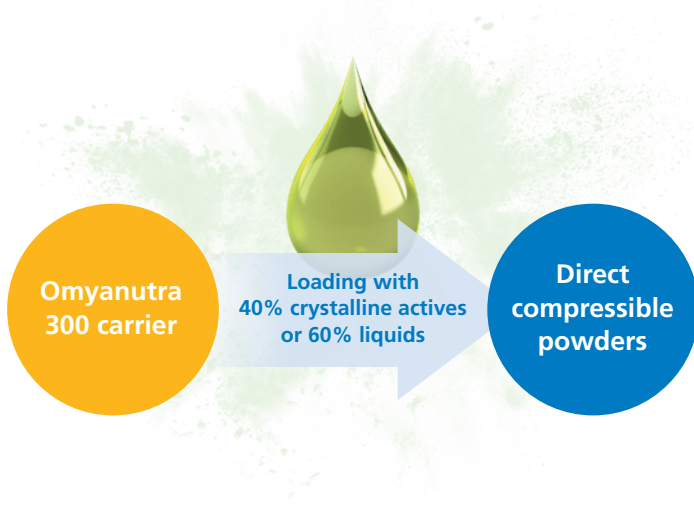 Omyanutra
300 carrier
Loading with
40% crystalline actives
or 60% liquids
Direct
compressible
powders